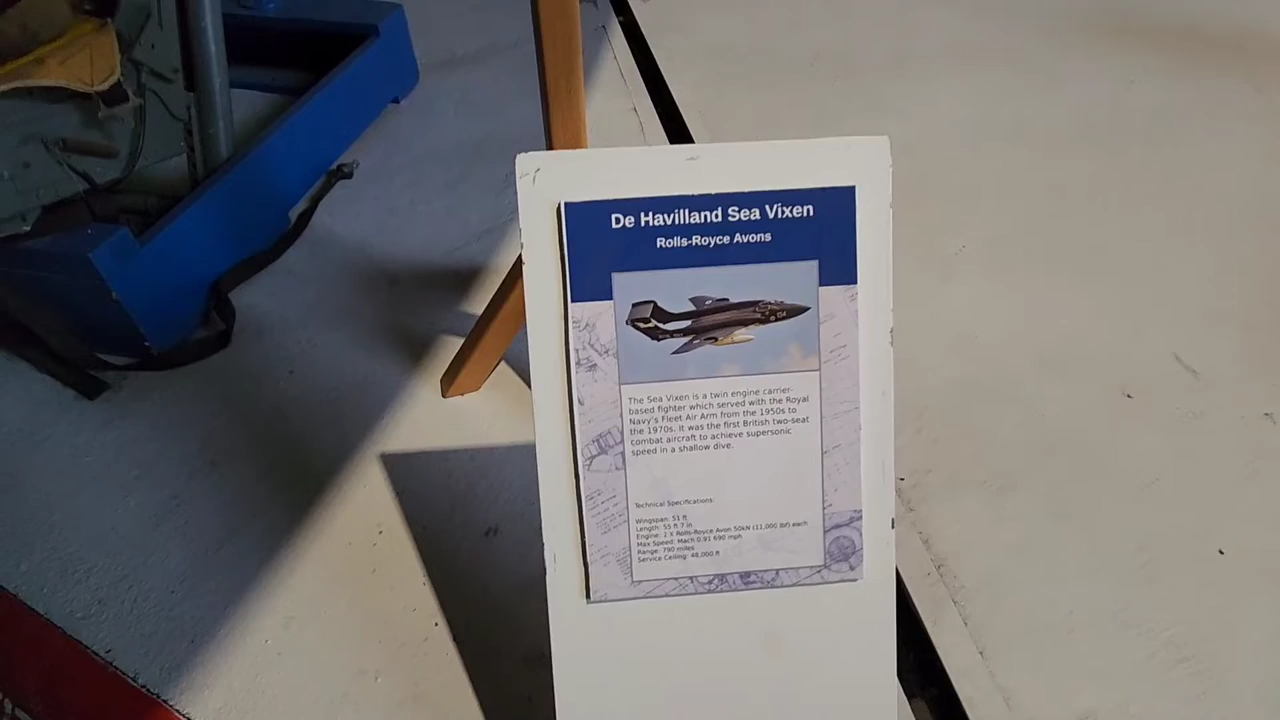 De Havilland Sea Vixen
Rolls-Royce Avons
The Sea Vixen is a twin engine carrier-
based fighter which served with the Royal
Navy's Fleet Air Arm from the 1950s to
the 1970s. It was the first British two-seat
combat aircraft to achieve supersonic
speed in a shallow dive.
Technical Specifications:
Wingspan: 51 ft
Length: 55 ft 7 in
Engine: 2 X Rolls-Royce Avon 50kN (11,000 lbf) each
Max Speed: Mach 0.91 690 mph
Range: 790 miles
Service Ceiling: 48,000 ft